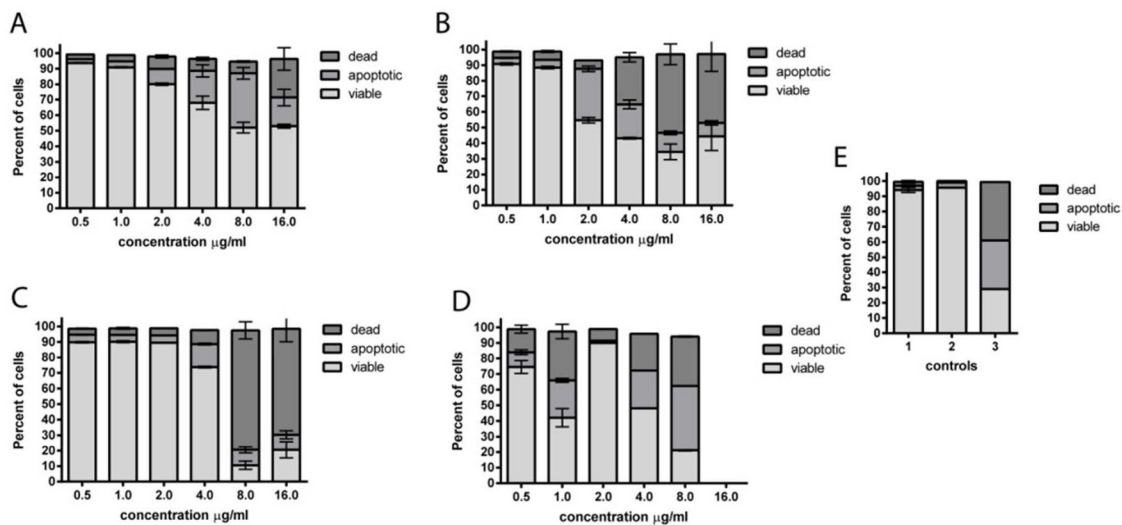 A
Percent of cells
100
90
80
70
60
50
40
30
20
10
0
0.5 1.0 2.0 4.0 8.0 16.0
concentration μg/ml
dead
apoptotic
viable
B
Percent of cells
100
90
80
70
60
50
40
30
20
10
0
0.5 1.0 2.0 4.0 8.0 16.0
concentration μg/ml
dead
apoptotic
viable
C
Percent of cells
100
90
80
70
60
50
40
30
20
10
0
0.5 1.0 2.0 4.0 8.0 16.0
concentration μg/ml
dead
apoptotic
viable
D
Percent of cells
100
90
80
70
60
50
40
30
20
10
0
0.5 1.0 2.0 4.0 8.0 16.0
concentration μg/ml
dead
apoptotic
viable
E
Percent of cells
100
90
80
70
60
50
40
30
20
10
0
1 2 3
controls
dead
apoptotic
viable